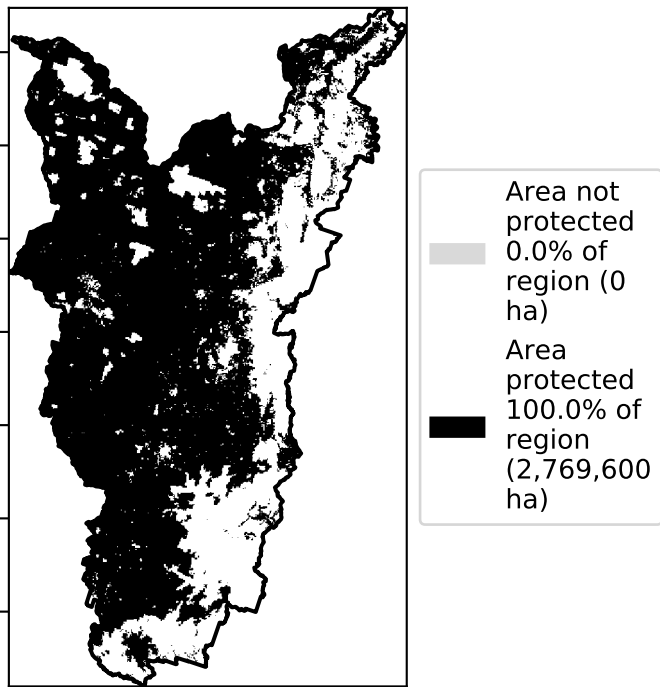 Area not
protected
0.0% of
region (0
ha)
Area
protected
100.0% of
region
(2,769,600
ha)